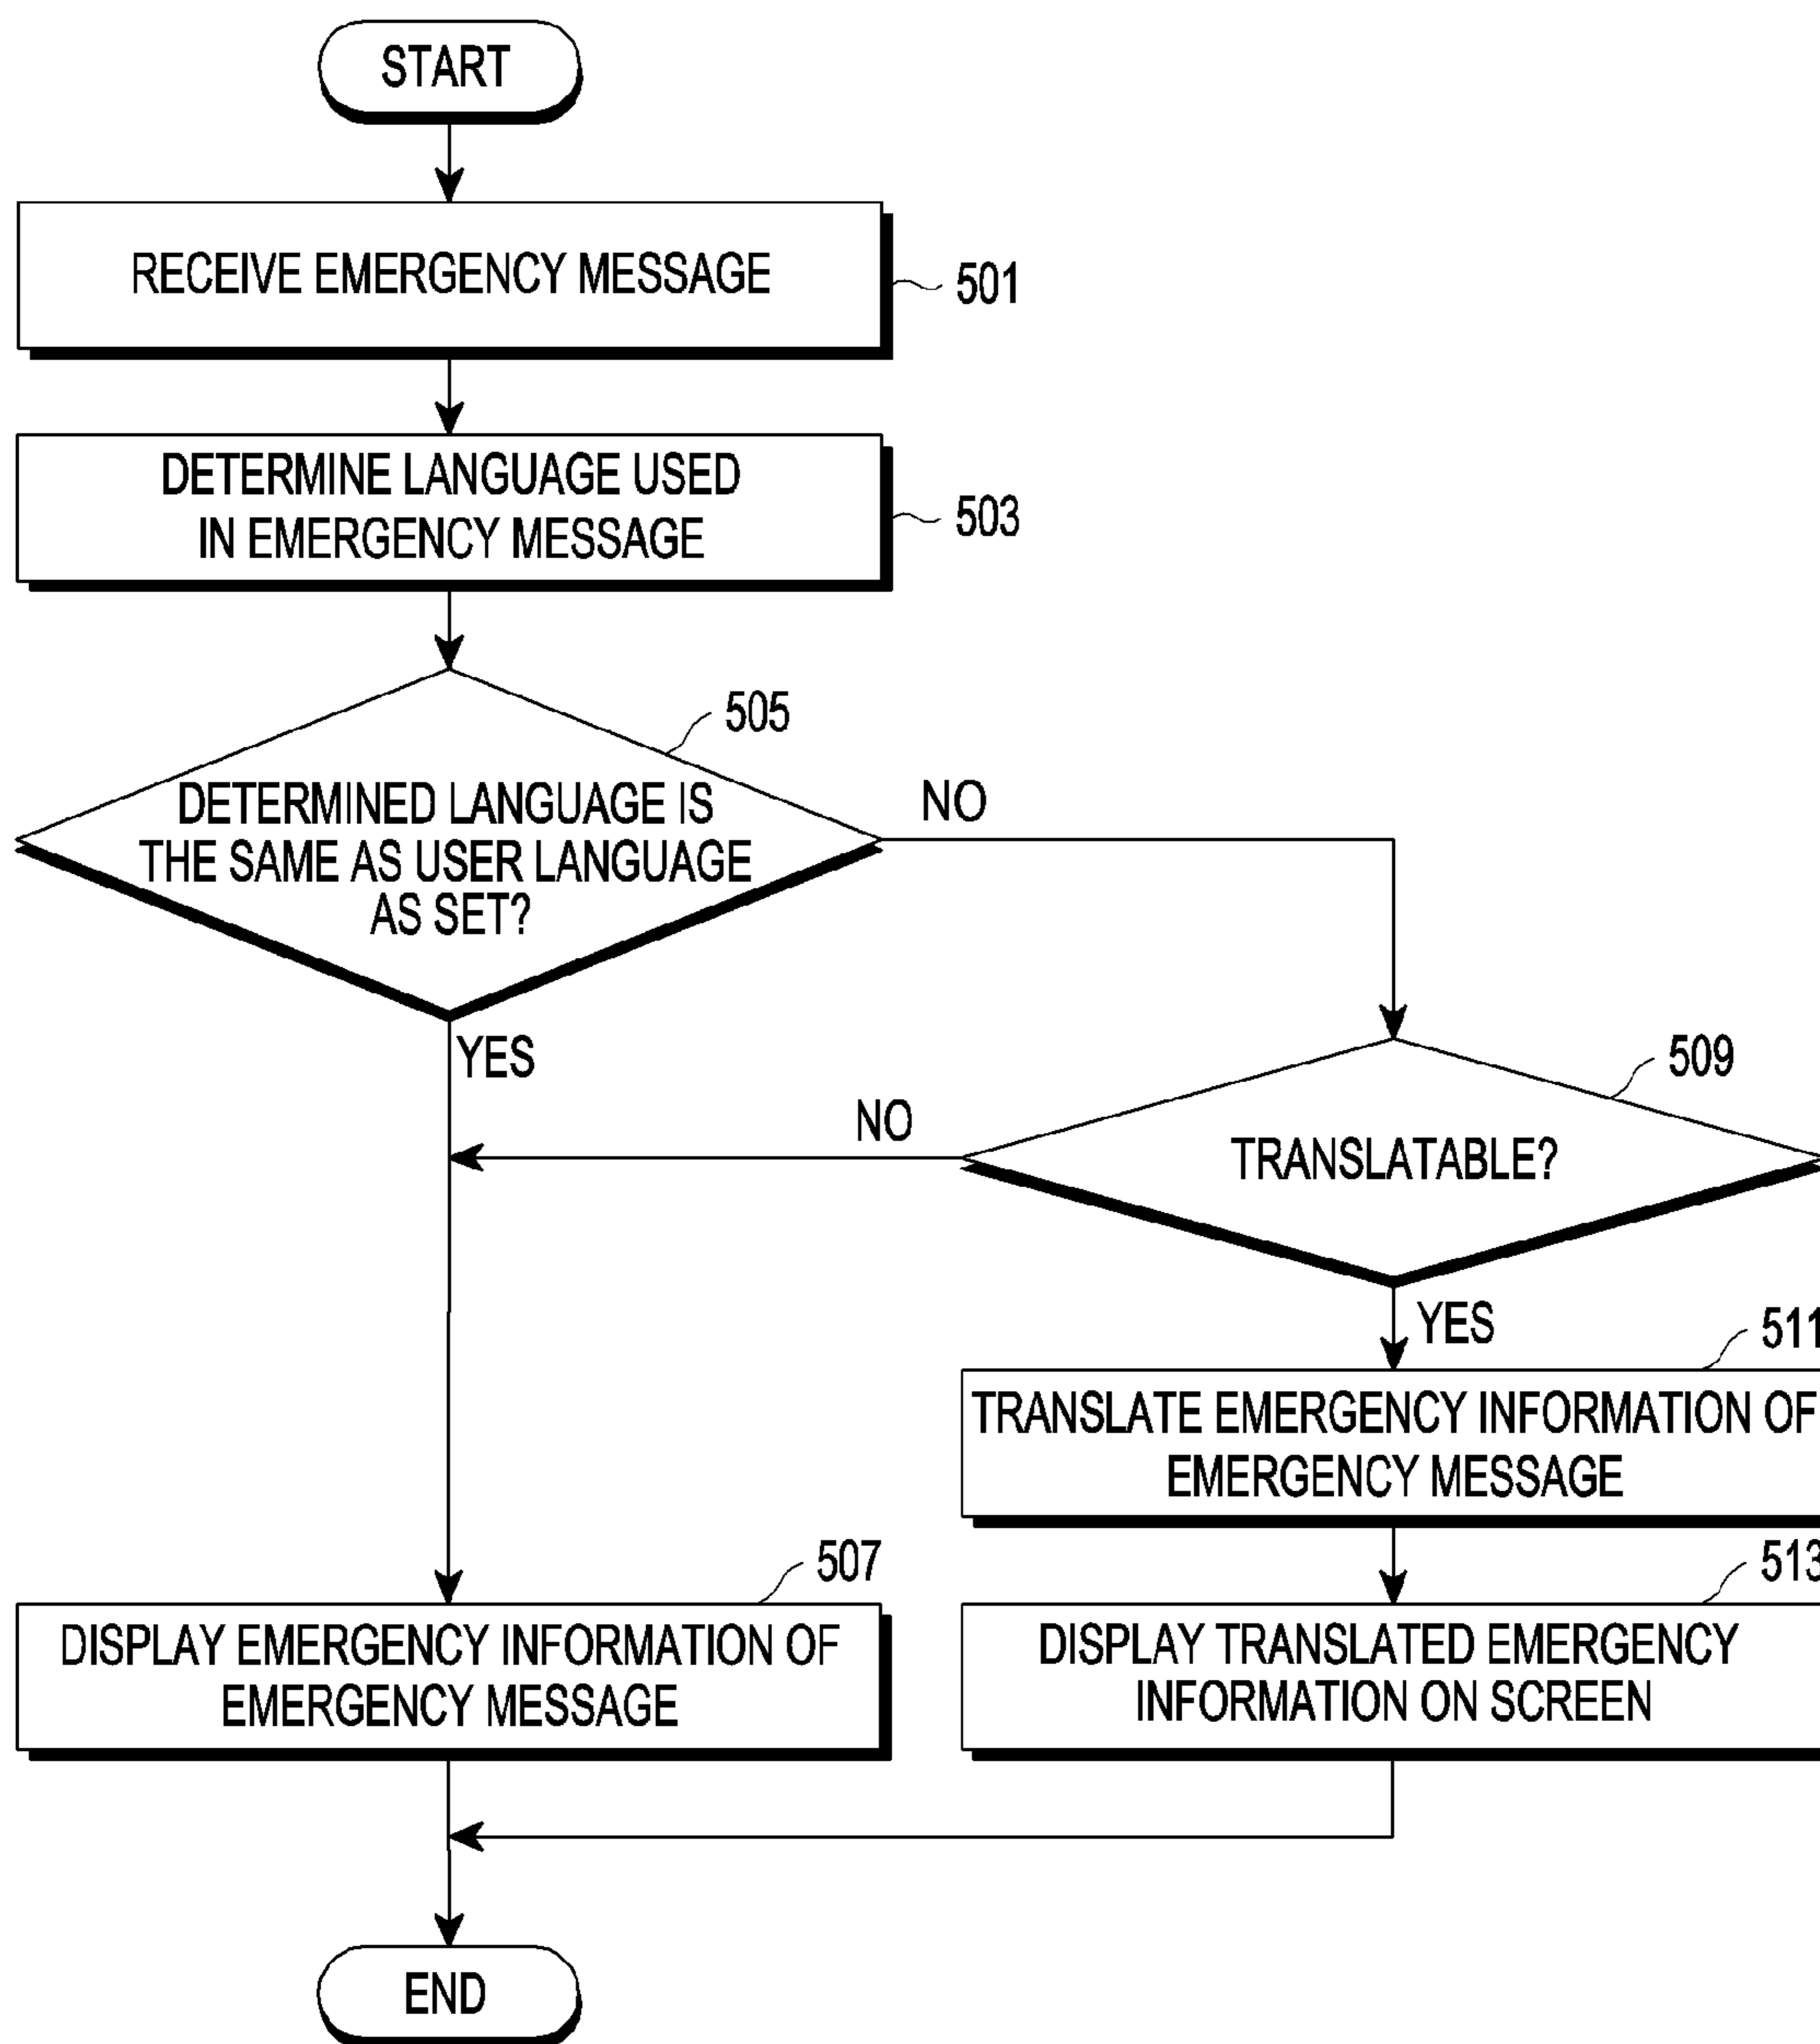 START
RECEIVE EMERGENCY MESSAGE
501
DETERMINE LANGUAGE USED
IN EMERGENCY MESSAGE
503
505
DETERMINED LANGUAGE IS
THE SAME AS USER LANGUAGE
AS SET?
NO
YES
509
TRANSLATABLE?
NO
YES
511
TRANSLATE EMERGENCY INFORMATION OF
EMERGENCY MESSAGE
507
DISPLAY EMERGENCY INFORMATION OF
EMERGENCY MESSAGE
513
DISPLAY TRANSLATED EMERGENCY
INFORMATION ON SCREEN
END